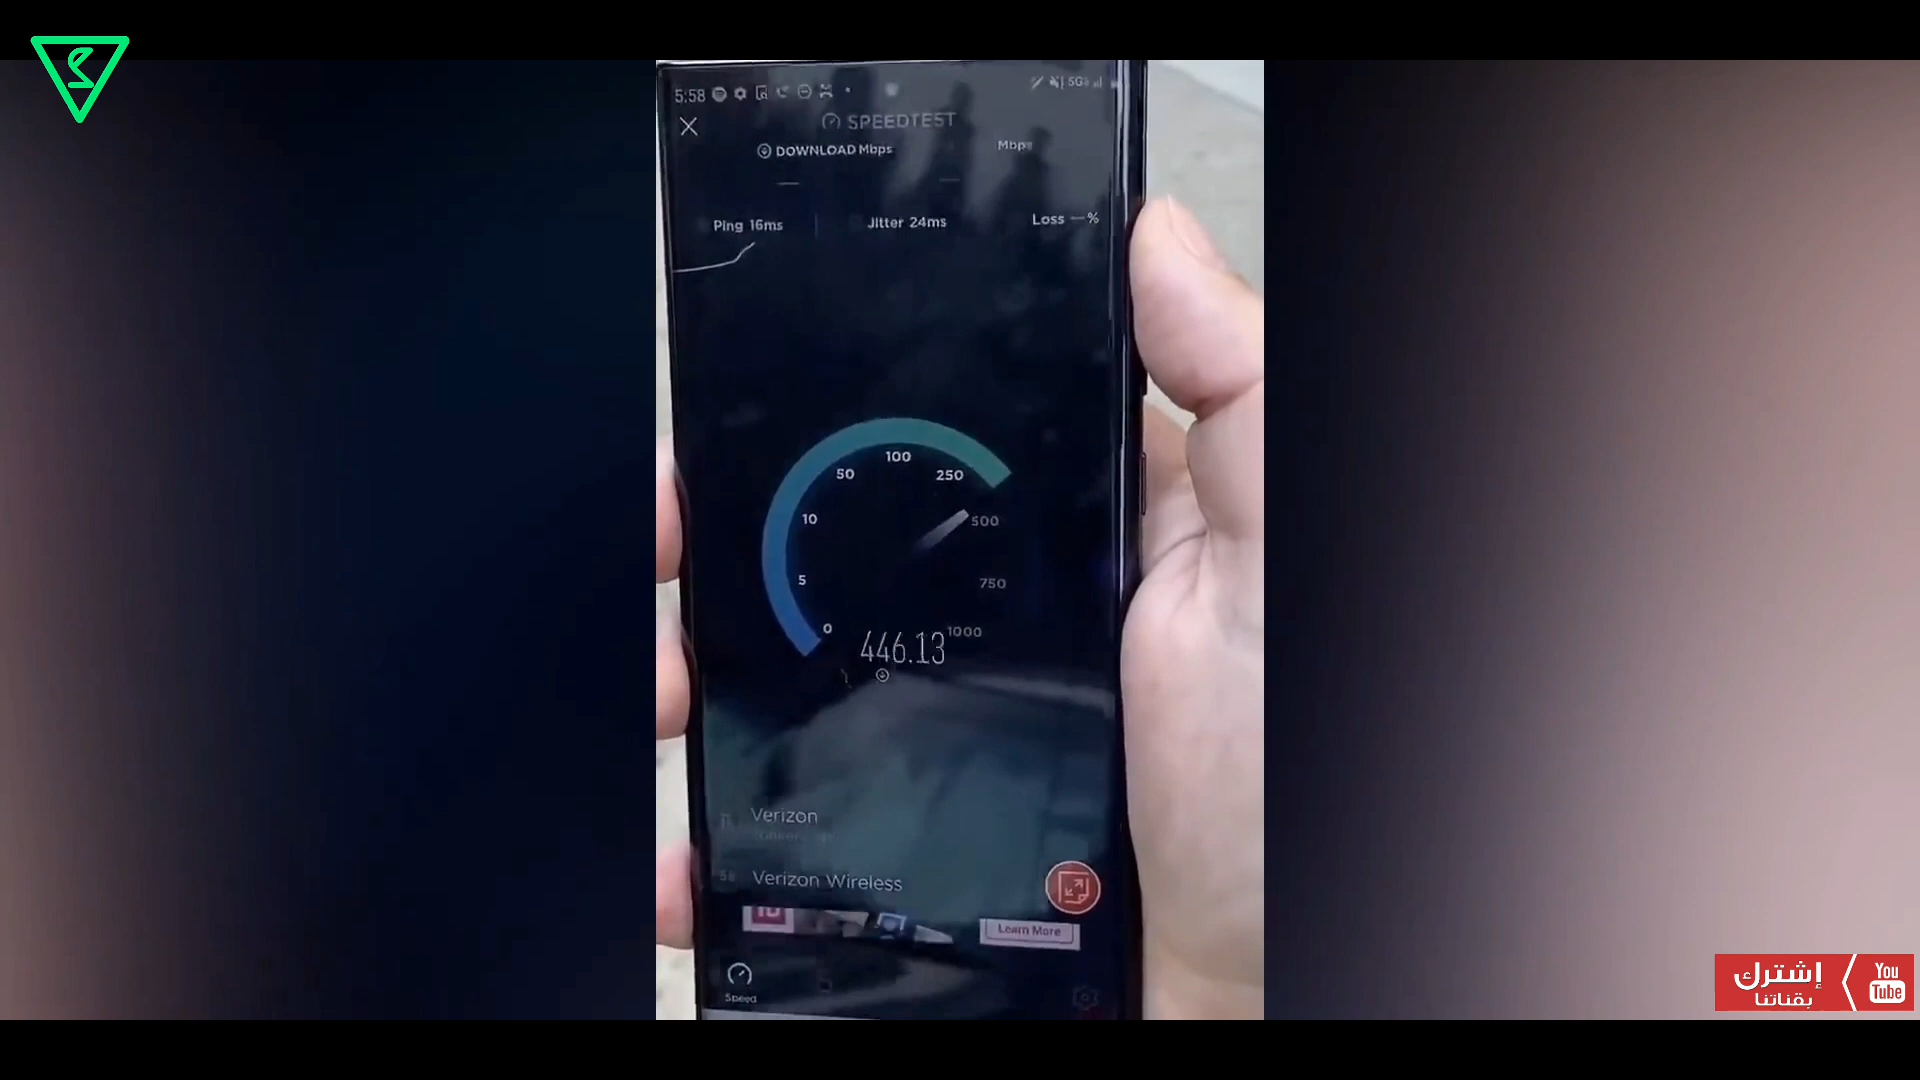 5:58
5G
SPEEDTEST
DOWNLOAD Mbps
Mbps
Ping 16ms
Jitter 24ms
Loss —%
0
5
10
50
100
250
500
750
1000
446.13
Verizon
Verizon Wireless
Learn More
Speed
إشترك
بقناتنا
You
Tube